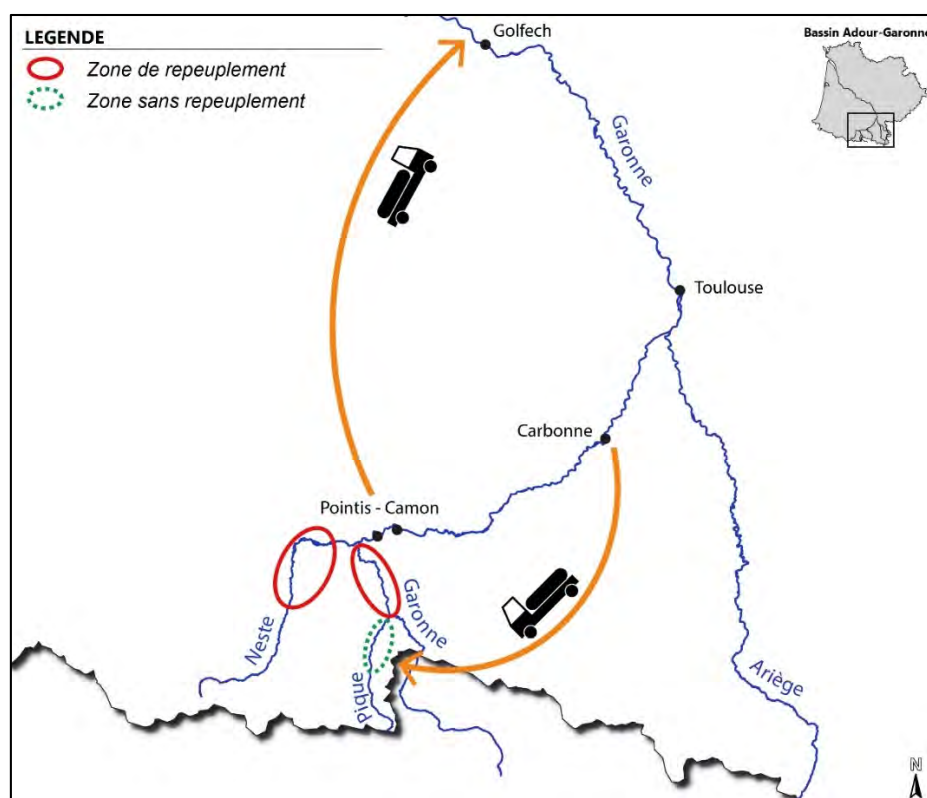 LEGENDE
Zone de repeuplement
Zone sans repeuplement
Bassin Adour-Garonne
Golfech
Garonne
Toulouse
Carbonne
Pointis - Camon
Garonne
Neste
Pique
Ariège
N